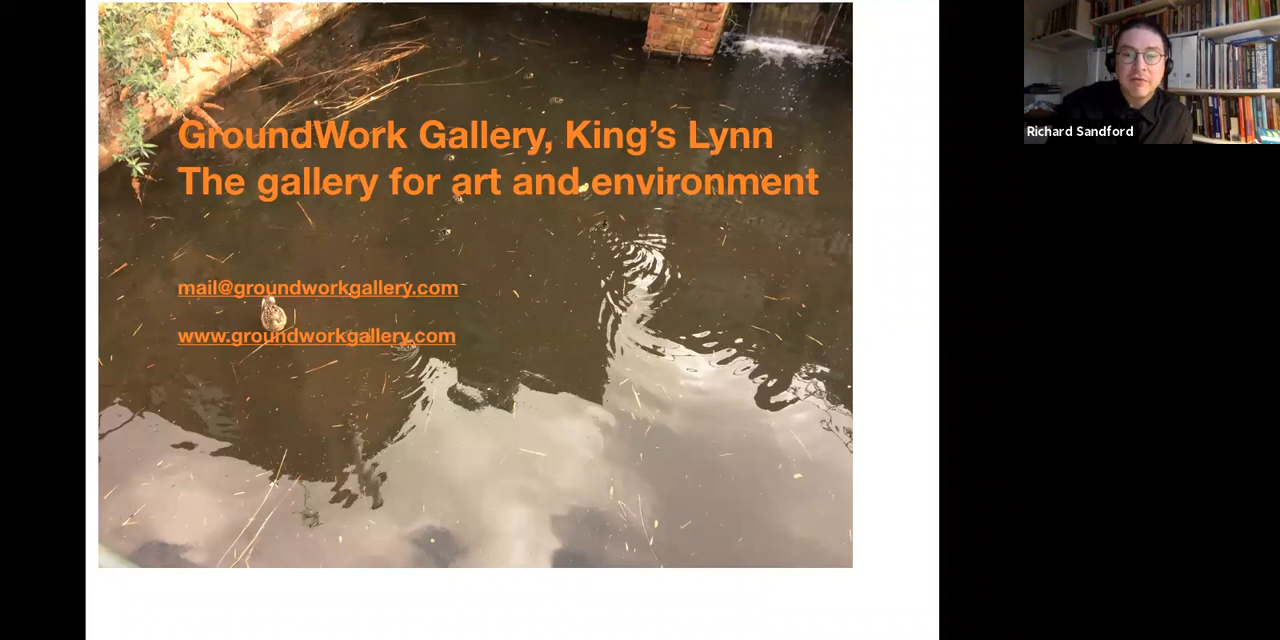 GroundWork Gallery, King’s Lynn
The gallery for art and environment
mail@groundworkgallery.com
www.groundworkgallery.com
Richard Sandford